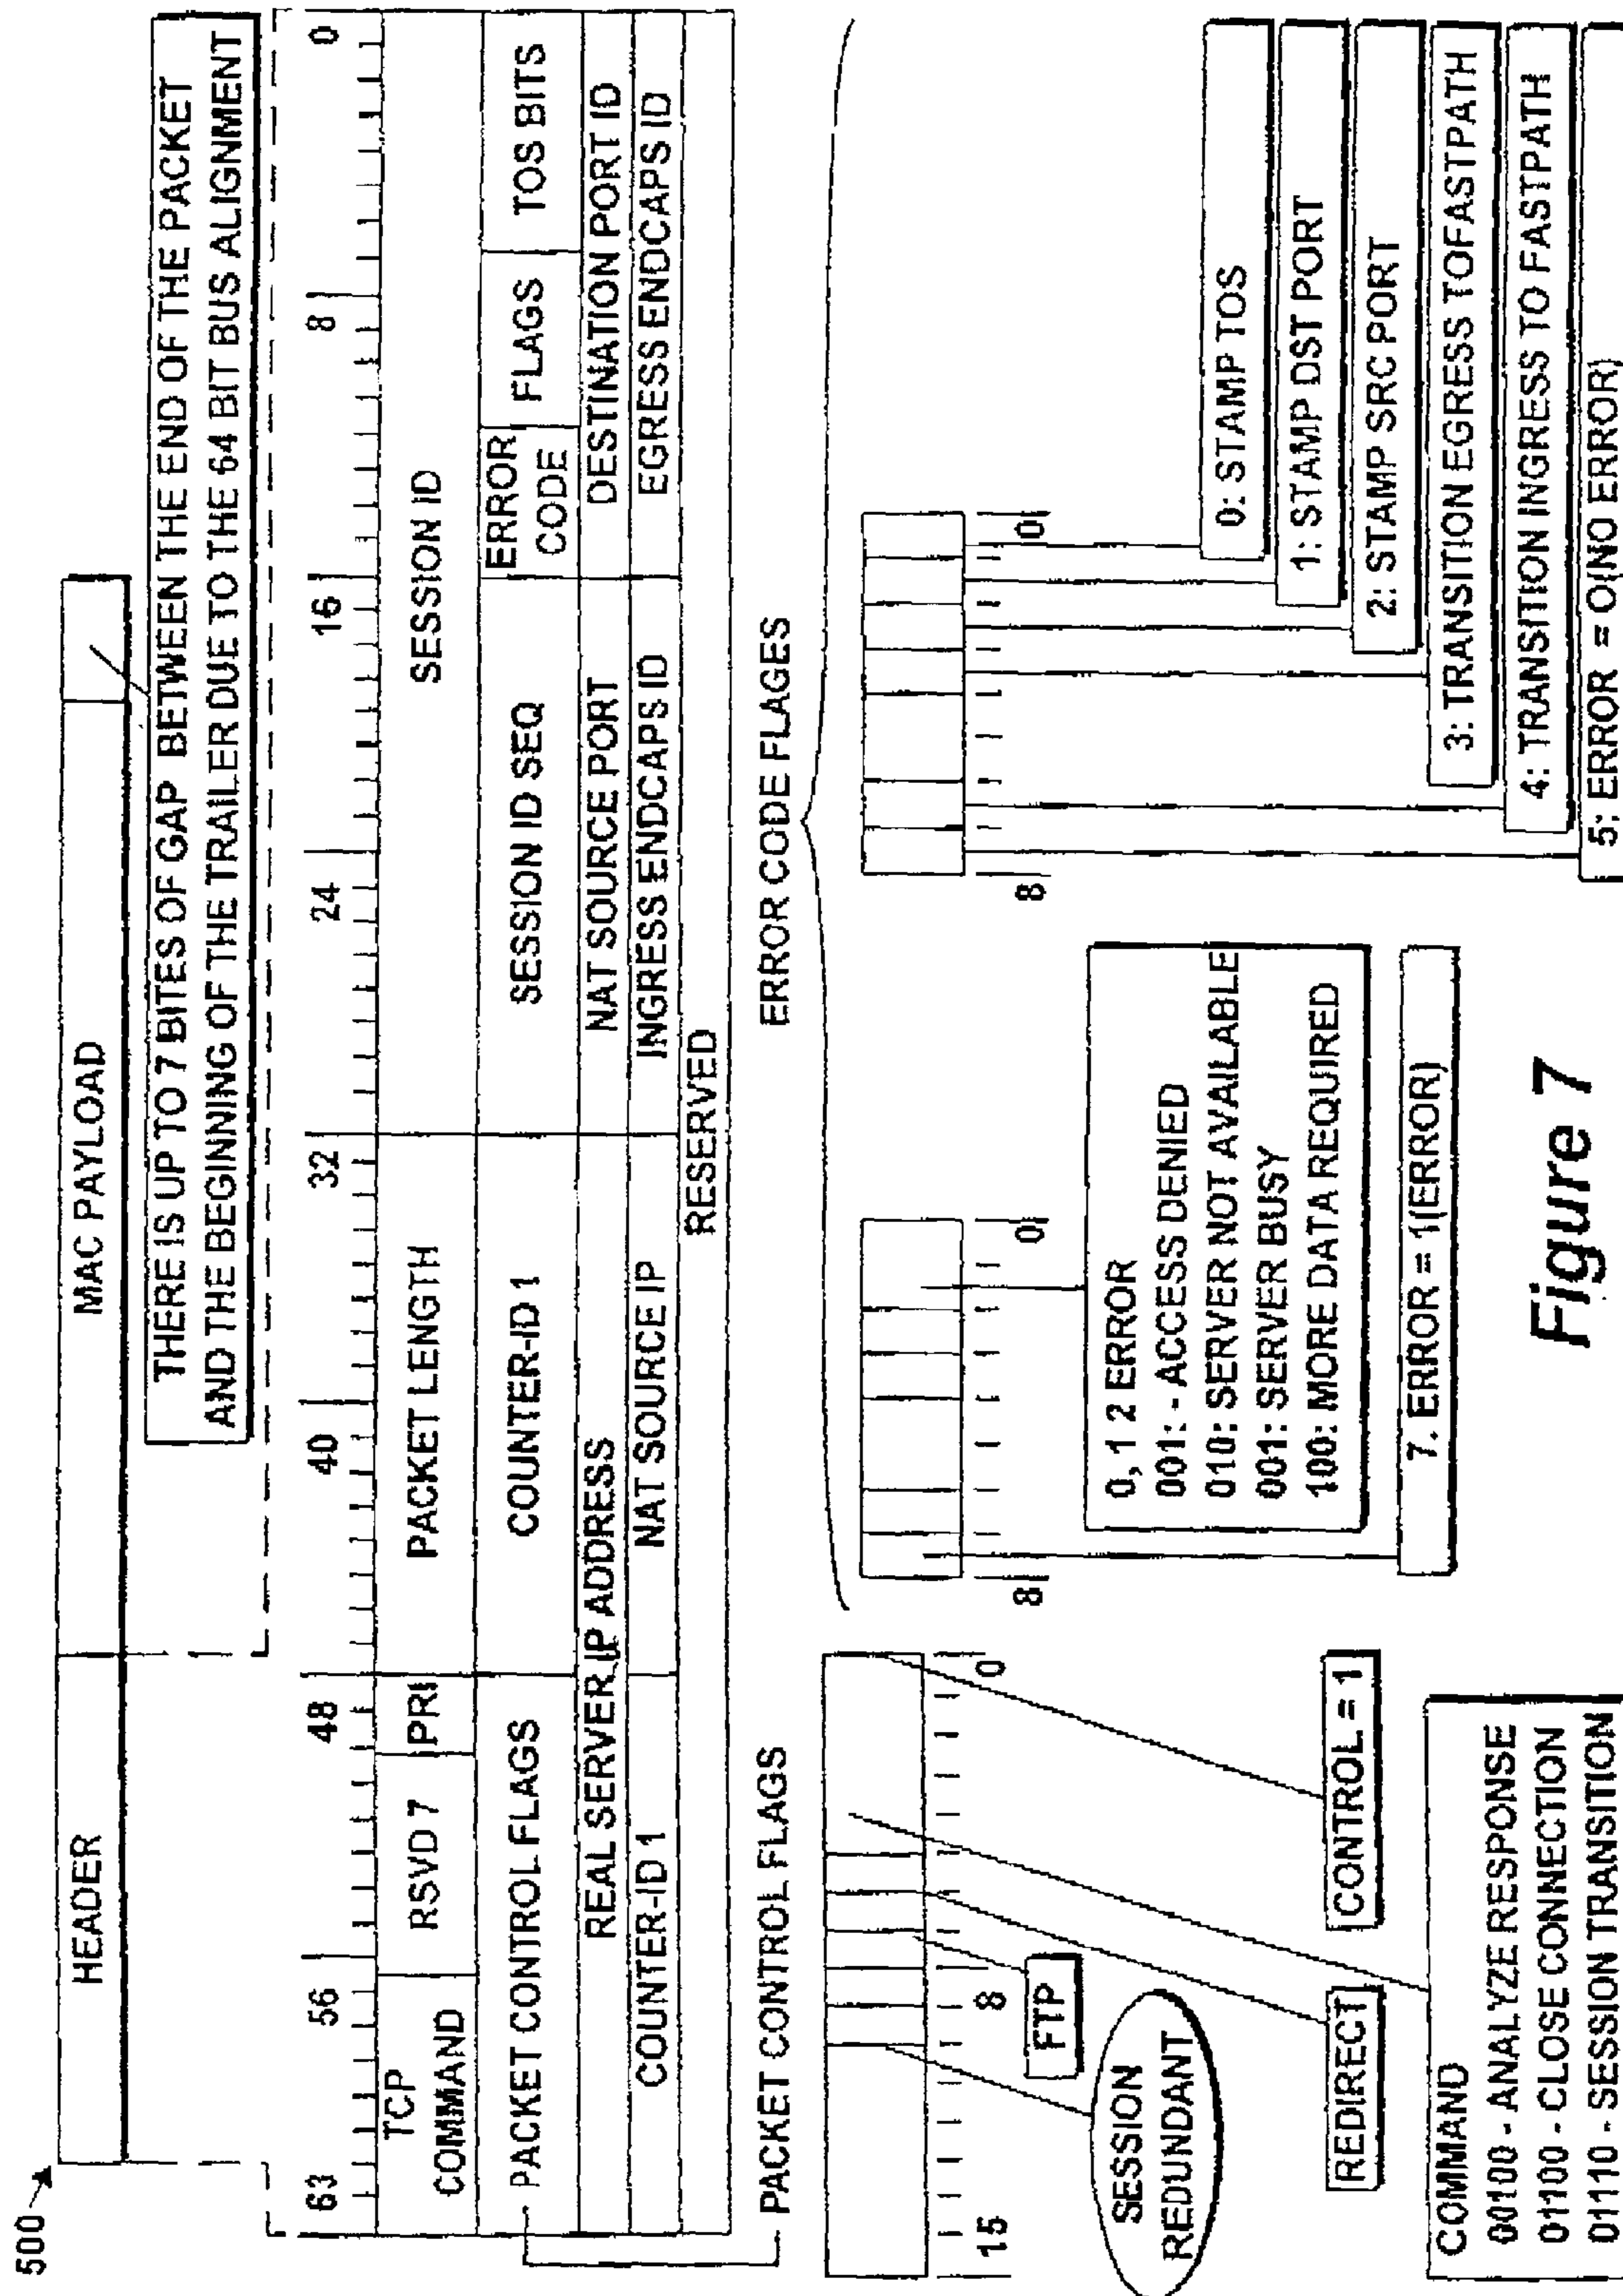 500
HEADER
MAC PAYLOAD
THERE IS UP TO 7 BITES OF GAP BETWEEN THE END OF THE PACKET
AND THE BEGINNING OF THE TRAILER DUE TO THE 64 BIT BUS ALIGNMENT
63 56 48 40 32 24 16 8 0
TCP
COMMAND
RSVD 7
PRI
PACKET LENGTH
SESSION ID
PACKET CONTROL FLAGS
COUNTER-ID 1
SESSION ID SEQ
ERROR
CODE
FLAGS
TOS BITS
REAL SERVER IP ADDRESS
NAT SOURCE PORT
DESTINATION PORT ID
COUNTER-ID 1
NAT SOURCE IP
INGRESS ENDCAPS ID
EGRESS ENDCAPS ID
RESERVED
PACKET CONTROL FLAGS
ERROR CODE FLAGES
15 8 0
8 0
8 0
SESSION
REDUNDANT
FTP
REDIRECT
CONTROL = 1
COMMAND
00100 - ANALYZE RESPONSE
01100 - CLOSE CONNECTION
01110 - SESSION TRANSITION
0, 1 2 ERROR
001: - ACCESS DENIED
010: SERVER NOT AVAILABLE
001: SERVER BUSY
100: MORE DATA REQUIRED
7. ERROR = 1(ERROR)
0: STAMP TOS
1: STAMP DST PORT
2: STAMP SRC PORT
3: TRANSITION EGRESS TOFASTPATH
4: TRANSITION INGRESS TO FASTPATH
5: ERROR = 0(NO ERROR)
Figure 7